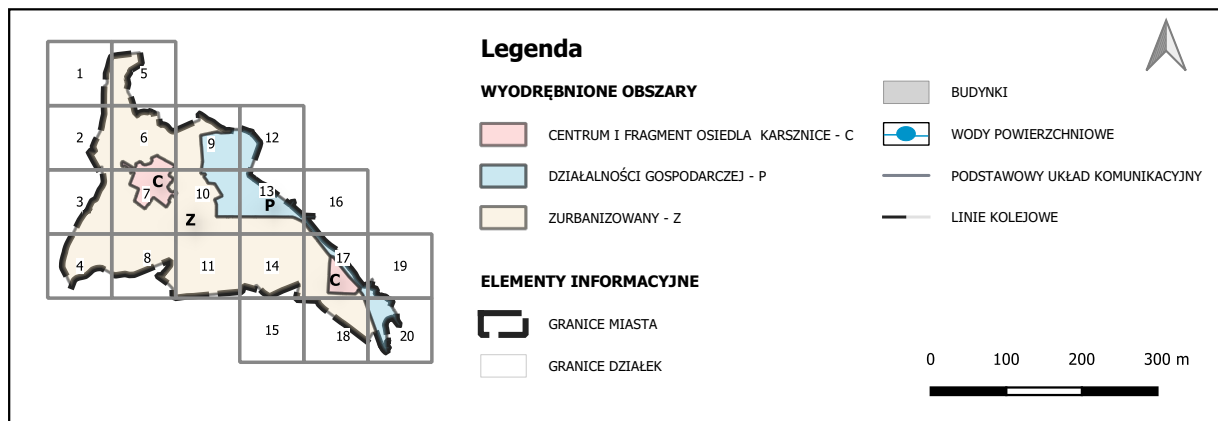 1
5
2
6
9
12
3
7
C
10
13
P
16
Z
4
8
11
14
17
C
19
15
18
20
Legenda
WYODRĘBNIONE OBSZARY
CENTRUM I FRAGMENT OSIEDLA KARSZNICE - C
DZIAŁALNOŚCI GOSPODARCZEJ - P
ZURBANIZOWANY - Z
ELEMENTY INFORMACYJNE
GRANICE MIASTA
GRANICE DZIAŁEK
BUDYNKI
WODY POWIERZCHNIOWE
PODSTAWOWY UKŁAD KOMUNIKACYJNY
LINIE KOLEJOWE
0 100 200 300 m